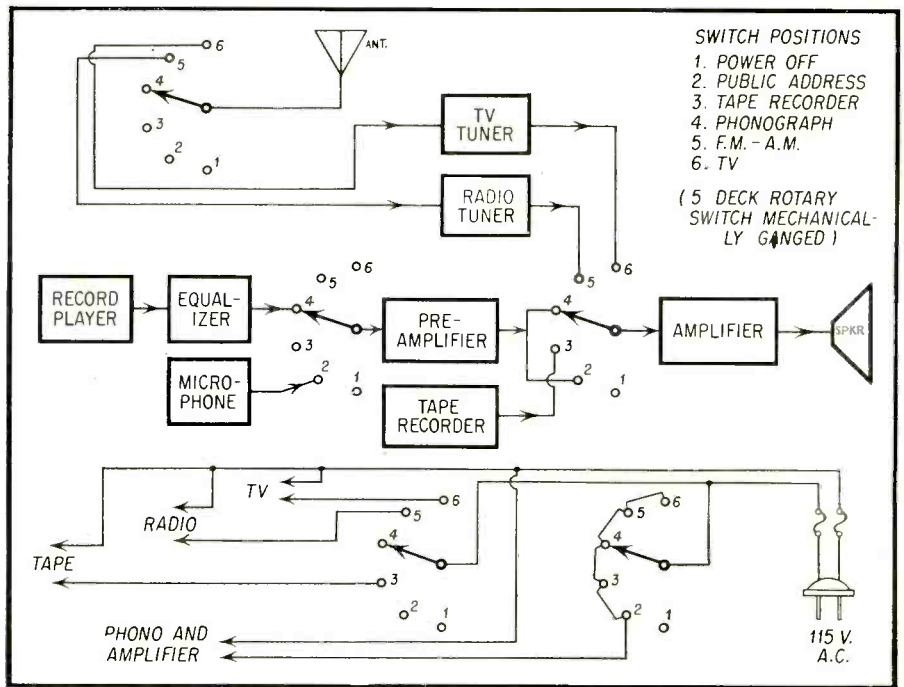 6
5
4
3
2
1
ANT.
SWITCH POSITIONS
1. POWER OFF
2. PUBLIC ADDRESS
3. TAPE RECORDER
4. PHONOGRAPH
5. F.M.-A.M.
6. TV
(5 DECK ROTARY
SWITCH MECHANICAL-
LY GANGED)
TV
TUNER
RADIO
TUNER
RECORD
PLAYER
EQUAL-
IZER
MICRO-
PHONE
6
5
4
3
2
1
PRE-
AMPLIFIER
TAPE
RECORDER
6
5
4
3
2
1
AMPLIFIER
SPKR
TV
RADIO
TAPE
PHONO AND
AMPLIFIER
6
5
4
3
2
1
6
5
4
3
2
1
115 V.
A.C.